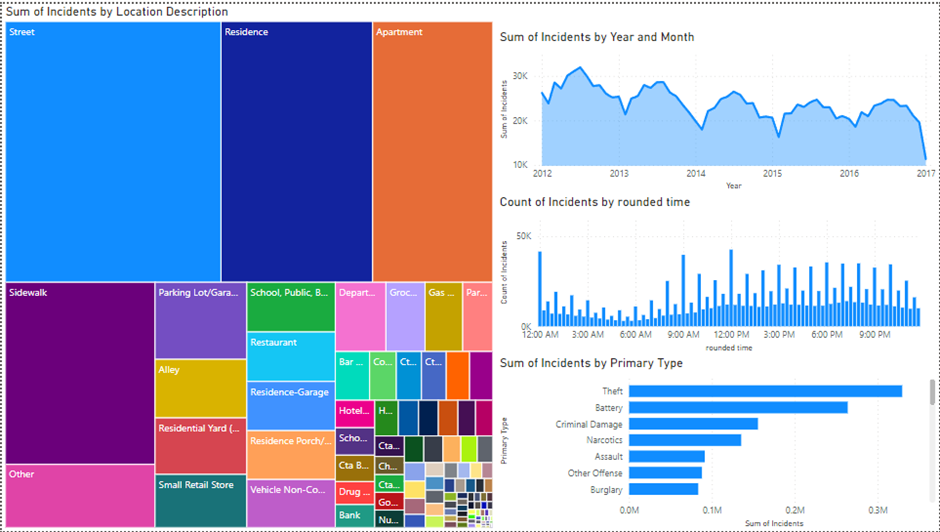 Sum of Incidents by Location Description
Street
Residence
Apartment
Sidewalk
Other
Parking Lot/Gara...
Alley
Residential Yard (...
Small Retail Store
School, Public, B...
Restaurant
Residence-Garage
Residence Porch/...
Vehicle Non-Co...
Depart...
Groc...
Gas ...
Par...
Bar ...
Co...
Ct...
Ct...
Hotel...
H...
Scho...
Cta...
Cta B...
Ch...
Drug ...
Cta...
Go...
Bank
Nu...
Sum of Incidents by Year and Month
Sum of Incidents
30K
20K
10K
2012
2013
2014
2015
2016
2017
Year
Count of Incidents by rounded time
Count of Incidents
50K
0K
12:00 AM
3:00 AM
6:00 AM
9:00 AM
12:00 PM
3:00 PM
6:00 PM
9:00 PM
rounded time
Sum of Incidents by Primary Type
Primary Type
Theft
Battery
Criminal Damage
Narcotics
Assault
Other Offense
Burglary
0.0M
0.1M
0.2M
0.3M
Sum of Incidents